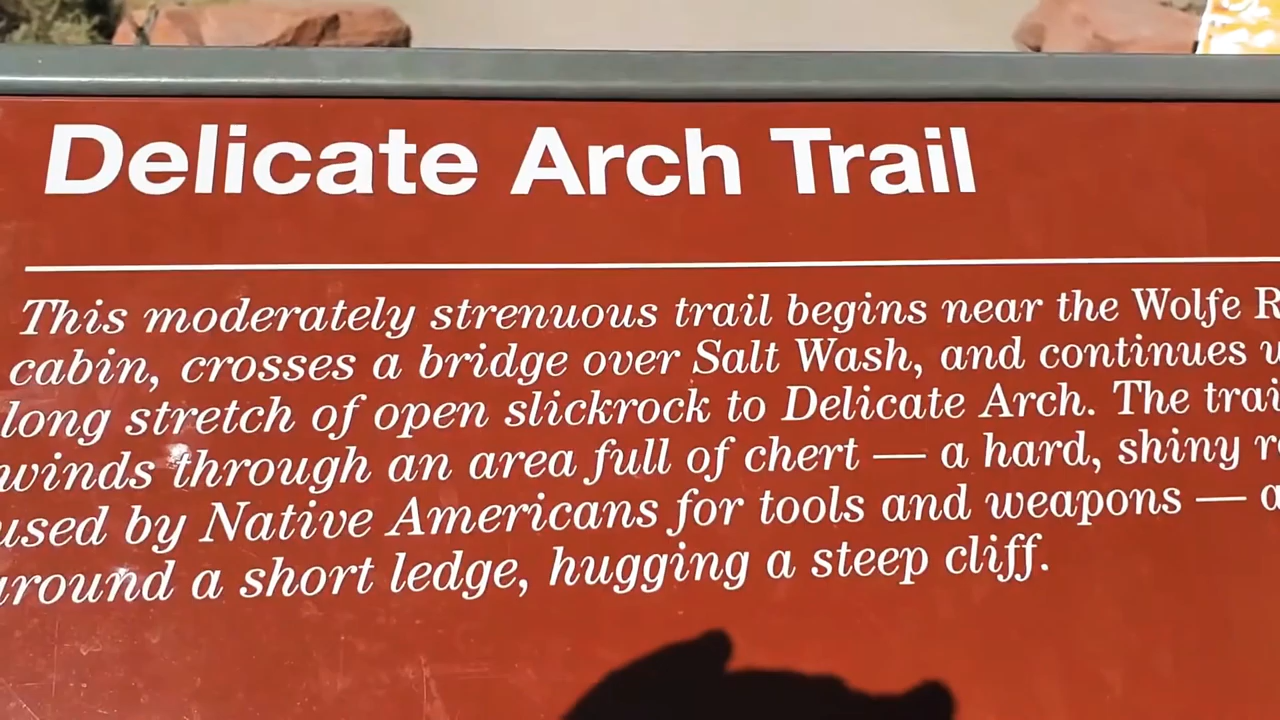 Delicate Arch Trail
This moderately strenuous trail begins near the Wolfe
cabin, crosses a bridge over Salt Wash, and continues
long stretch of open slickrock to Delicate Arch. The
winds through an area full of chert — a hard, shiny
used by Native Americans for tools and weapons —
around a short ledge, hugging a steep cliff.